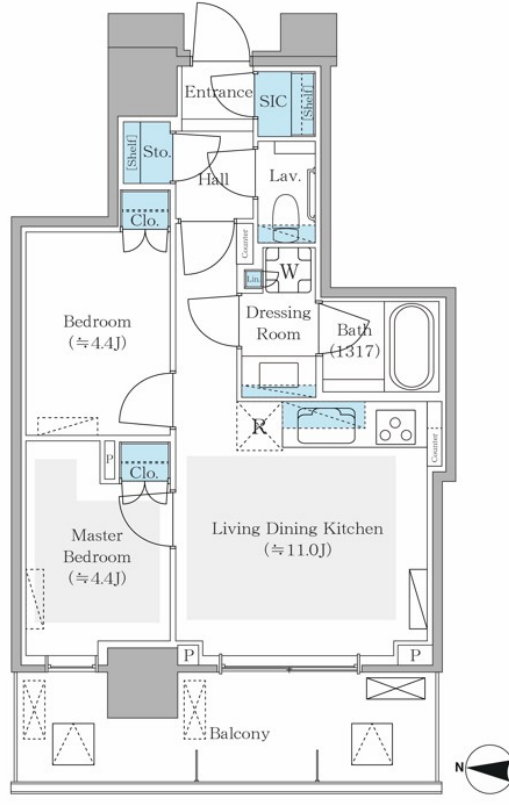 Entrance
SIC
[Shelf]
[Shelf]
Sto.
Hall
Lav.
Clo.
Counter
Lin.
W
Bedroom
(≒4.4J)
Dressing
Room
Bath
(1317)
R
Counter
P
Clo.
Master
Bedroom
(≒4.4J)
Living Dining Kitchen
(≒11.0J)
P
P
Balcony
N